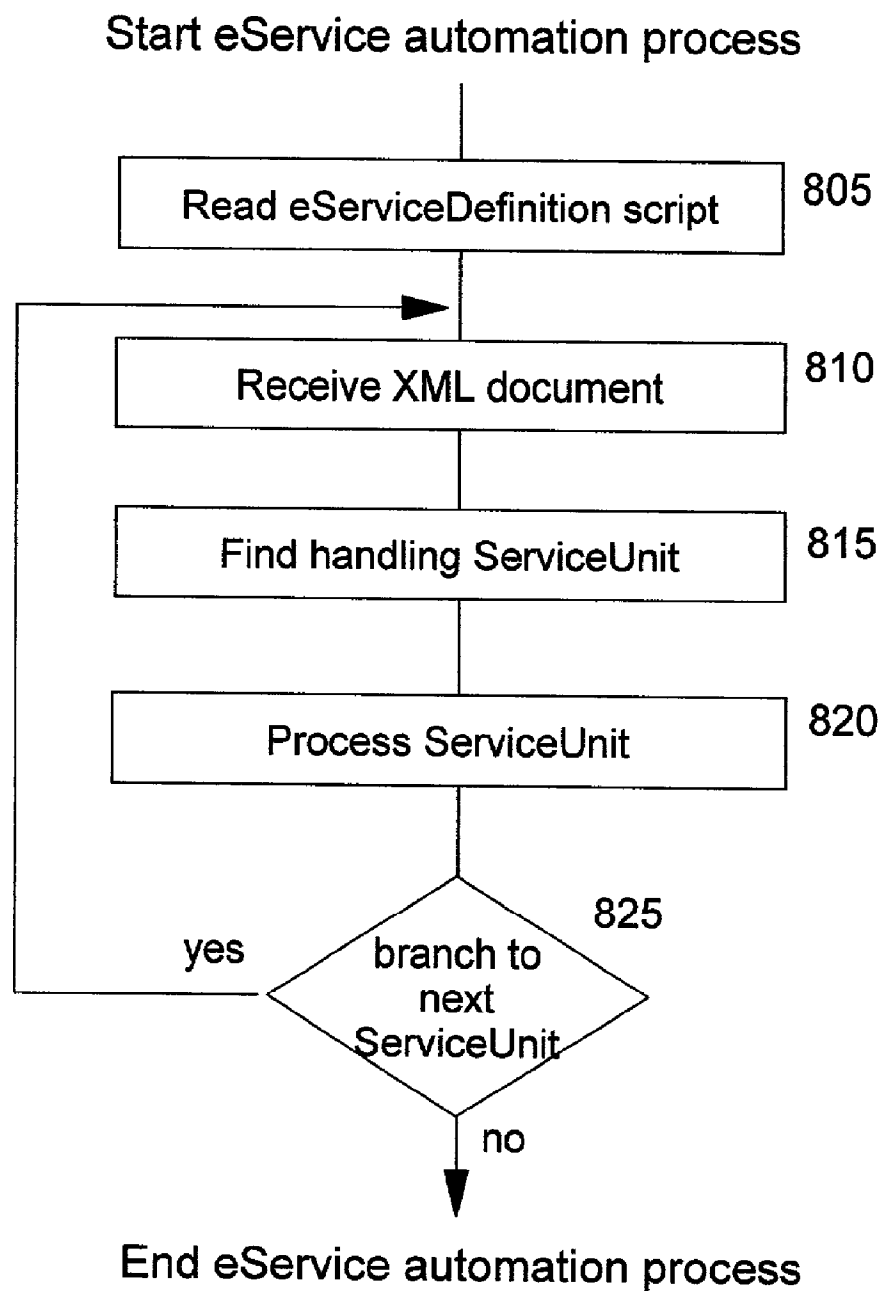 Start eService automation process
Read eServiceDefinition script
805
Receive XML document
810
Find handling ServiceUnit
815
Process ServiceUnit
820
825
yes
branch to
next
ServiceUnit
no
End eService automation process